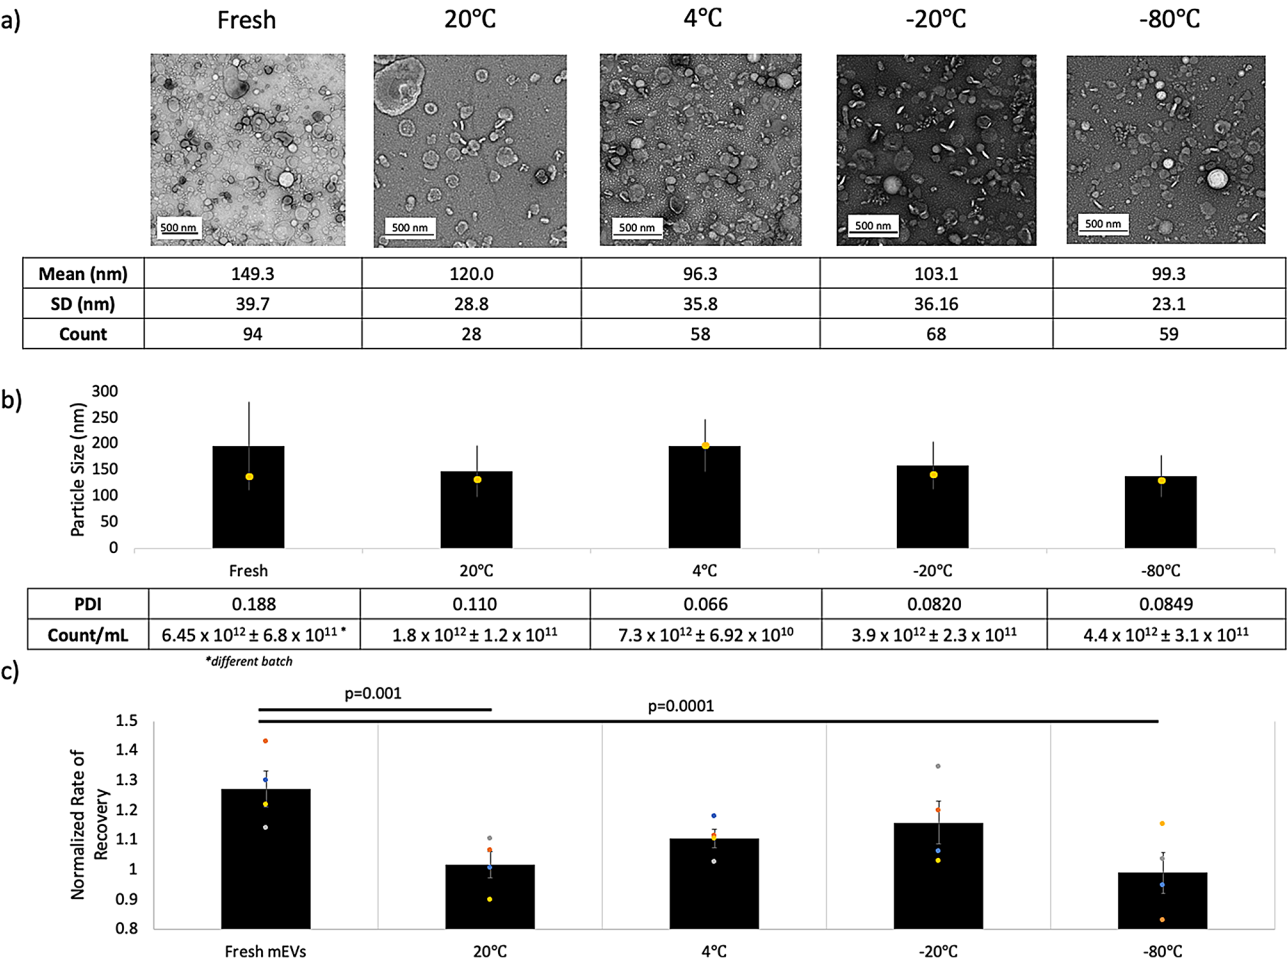 a) Fresh 20°C 4°C -20°C -80°C
500 nm 500 nm 500 nm 500 nm 500 nm
Mean (nm) 149.3 120.0 96.3 103.1 99.3
SD (nm) 39.7 28.8 35.8 36.16 23.1
Count 94 28 58 68 59
b)
Particle Size (nm)
300
250
200
150
100
50
0
Fresh 20°C 4°C -20°C -80°C
PDI 0.188 0.110 0.066 0.0820 0.0849
Count/mL 6.45 x 10¹² ± 6.8 x 10¹¹ * 1.8 x 10¹² ± 1.2 x 10¹¹ 7.3 x 10¹² ± 6.92 x 10¹⁰ 3.9 x 10¹² ± 2.3 x 10¹¹ 4.4 x 10¹² ± 3.1 x 10¹¹
*different batch
c)
p=0.001
p=0.0001
Normalized Rate of
Recovery
1.5
1.4
1.3
1.2
1.1
1
0.9
0.8
Fresh mEVs 20°C 4°C -20°C -80°C